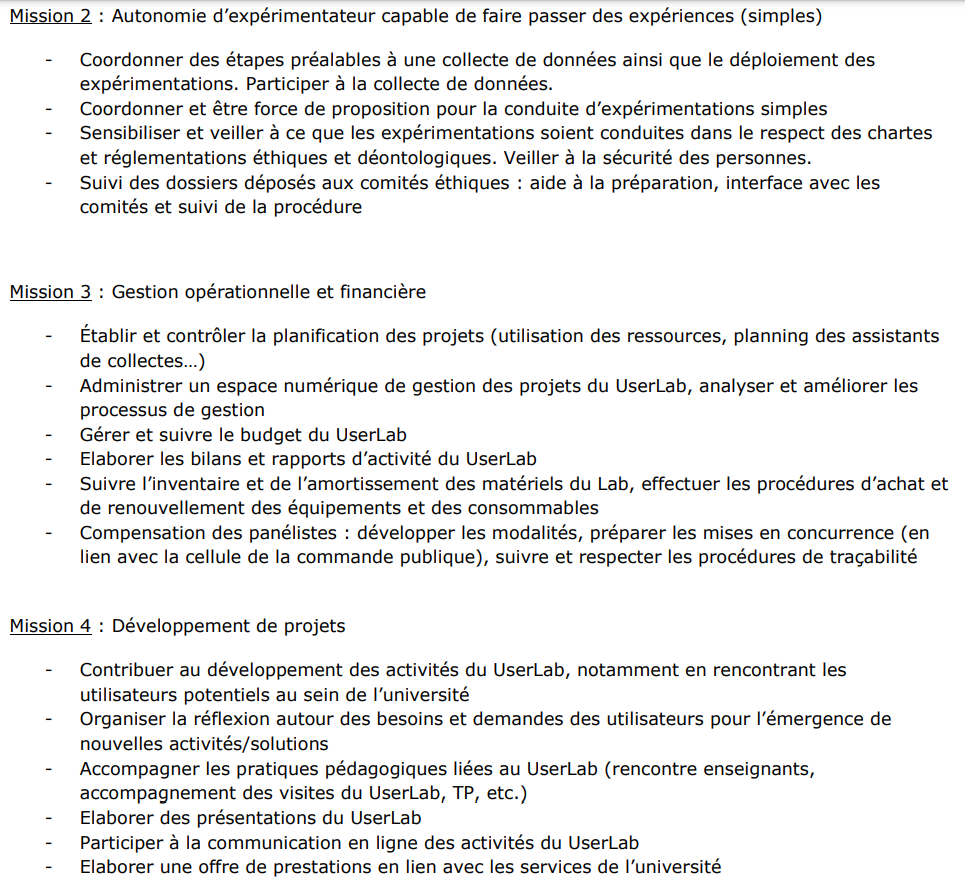 Mission 2 : Autonomie d’expérimentateur capable de faire passer des expériences (simples)
- Coordonner des étapes préalables à une collecte de données ainsi que le déploiement des
expérimentations. Participer à la collecte de données.
- Coordonner et être force de proposition pour la conduite d’expérimentations simples
- Sensibiliser et veiller à ce que les expérimentations soient conduites dans le respect des chartes
et réglementations éthiques et déontologiques. Veiller à la sécurité des personnes.
- Suivi des dossiers déposés aux comités éthiques : aide à la préparation, interface avec les
comités et suivi de la procédure
Mission 3 : Gestion opérationnelle et financière
- Établir et contrôler la planification des projets (utilisation des ressources, planning des assistants
de collectes…)
- Administrer un espace numérique de gestion des projets du UserLab, analyser et améliorer les
processus de gestion
- Gérer et suivre le budget du UserLab
- Elaborer les bilans et rapports d’activité du UserLab
- Suivre l’inventaire et de l’amortissement des matériels du Lab, effectuer les procédures d’achat et
de renouvellement des équipements et des consommables
- Compensation des panélistes : développer les modalités, préparer les mises en concurrence (en
lien avec la cellule de la commande publique), suivre et respecter les procédures de traçabilité
Mission 4 : Développement de projets
- Contribuer au développement des activités du UserLab, notamment en rencontrant les
utilisateurs potentiels au sein de l’université
- Organiser la réflexion autour des besoins et demandes des utilisateurs pour l’émergence de
nouvelles activités/solutions
- Accompagner les pratiques pédagogiques liées au UserLab (rencontre enseignants,
accompagnement des visites du UserLab, TP, etc.)
- Elaborer des présentations du UserLab
- Participer à la communication en ligne des activités du UserLab
- Elaborer une offre de prestations en lien avec les services de l’université